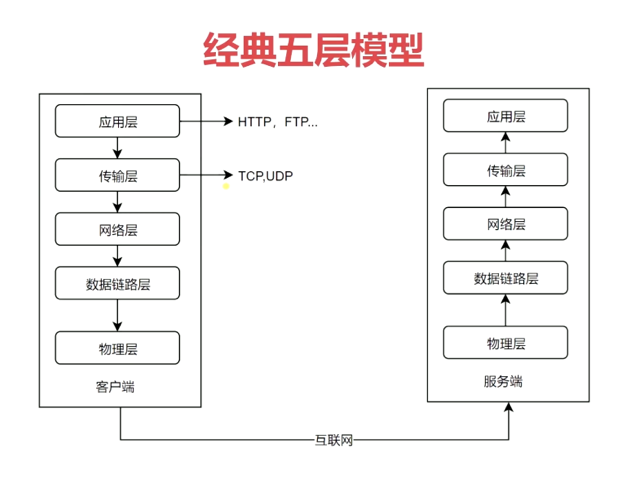 经典五层模型
应用层
HTTP，FTP...
传输层
TCP,UDP
网络层
数据链路层
物理层
客户端
应用层
传输层
网络层
数据链路层
物理层
服务端
互联网